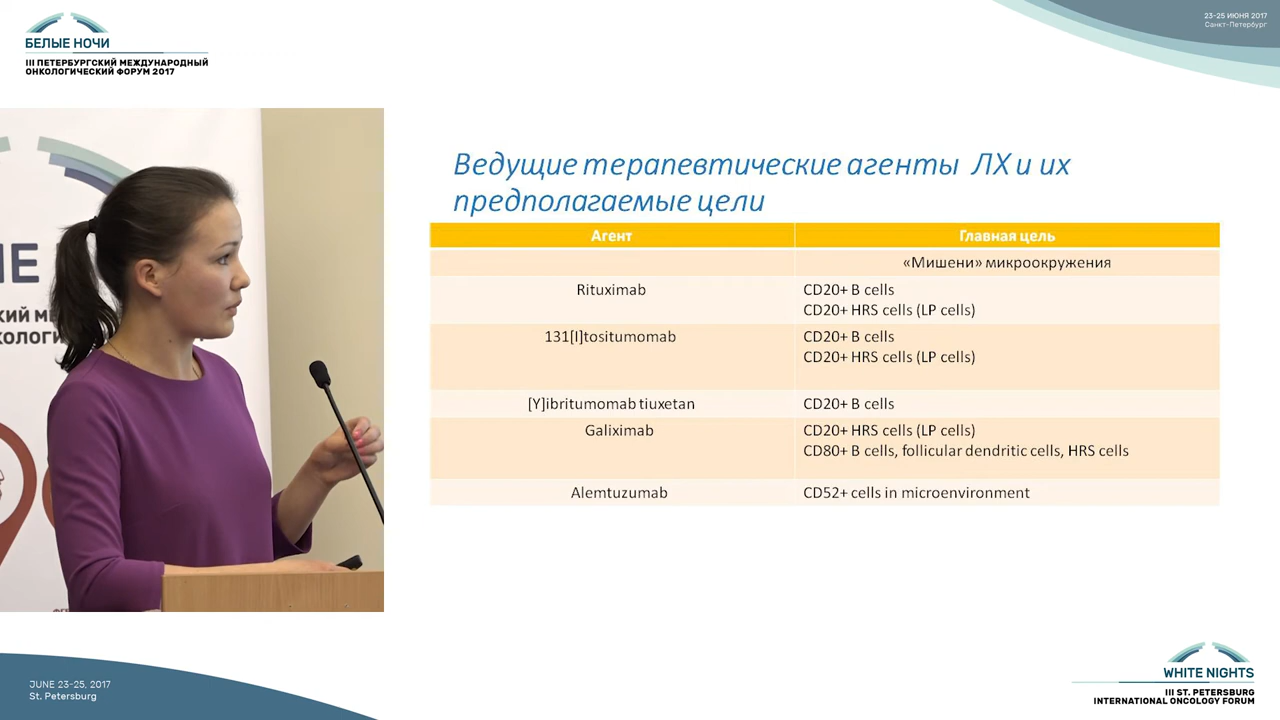 БЕЛЫЕ НОЧИ
III ПЕТЕРБУРГСКИЙ МЕЖДУНАРОДНЫЙ
ОНКОЛОГИЧЕСКИЙ ФОРУМ 2017
23-25 ИЮНЯ 2017
Санкт-Петербург
Ведущие терапевтические агенты ЛХ и их
предполагаемые цели
Агент
Главная цель
«Мишени» микроокружения
Rituximab
CD20+ B cells
CD20+ HRS cells (LP cells)
131[I]tositumomab
CD20+ B cells
CD20+ HRS cells (LP cells)
[Y]ibritumomab tiuxetan
CD20+ B cells
Galiximab
CD20+ HRS cells (LP cells)
CD80+ B cells, follicular dendritic cells, HRS cells
Alemtuzumab
CD52+ cells in microenvironment
JUNE 23-25, 2017
St. Petersburg
WHITE NIGHTS
III ST. PETERSBURG
INTERNATIONAL ONCOLOGY FORUM